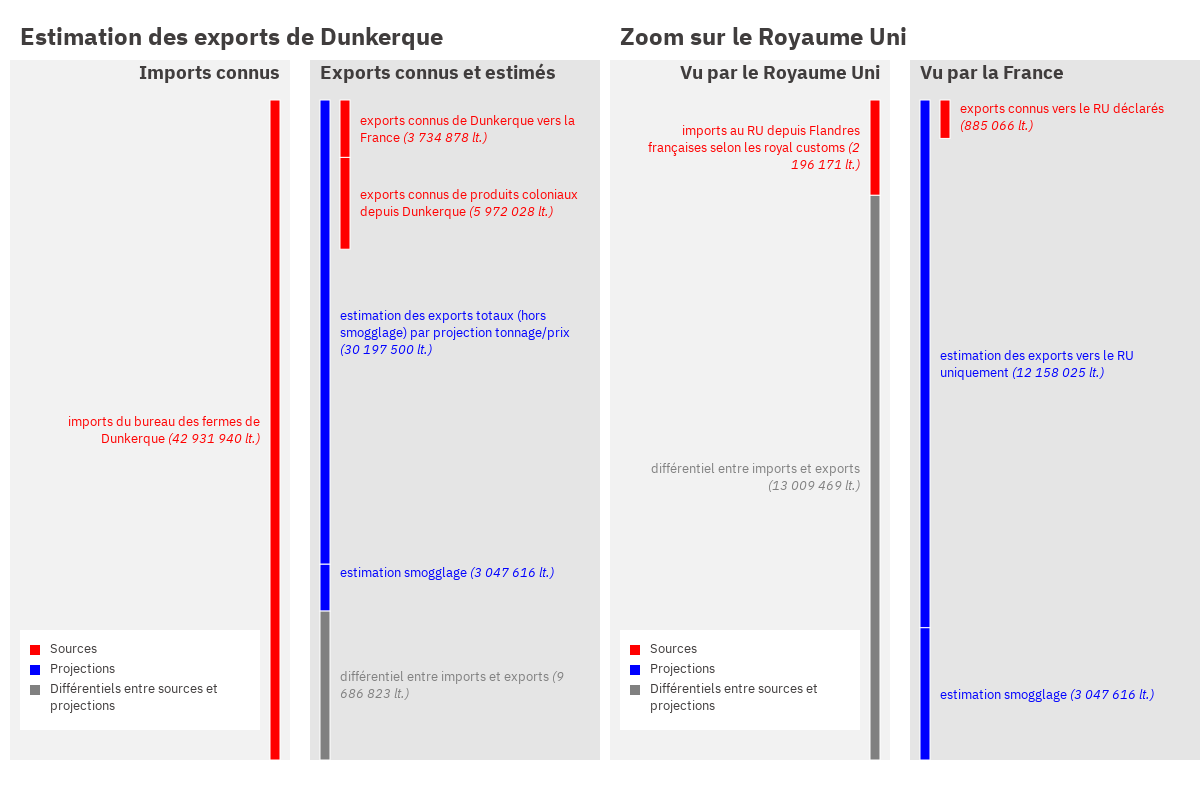 Estimation des exports de Dunkerque
Imports connus
imports du bureau des fermes de
Dunkerque (42 931 940 lt.)
Sources
Projections
Différentiels entre sources et
projections
Exports connus et estimés
exports connus de Dunkerque vers la
France (3 734 878 lt.)
exports connus de produits coloniaux
depuis Dunkerque (5 972 028 lt.)
estimation des exports totaux (hors
smogglage) par projection tonnage/prix
(30 197 500 lt.)
estimation smogglage (3 047 616 lt.)
différentiel entre imports et exports (9
686 823 lt.)
Zoom sur le Royaume Uni
Vu par le Royaume Uni
imports au RU depuis Flandres
françaises selon les royal customs (2
196 171 lt.)
différentiel entre imports et exports
(13 009 469 lt.)
Sources
Projections
Différentiels entre sources et
projections
Vu par la France
exports connus vers le RU déclarés
(885 066 lt.)
estimation des exports vers le RU
uniquement (12 158 025 lt.)
estimation smogglage (3 047 616 lt.)